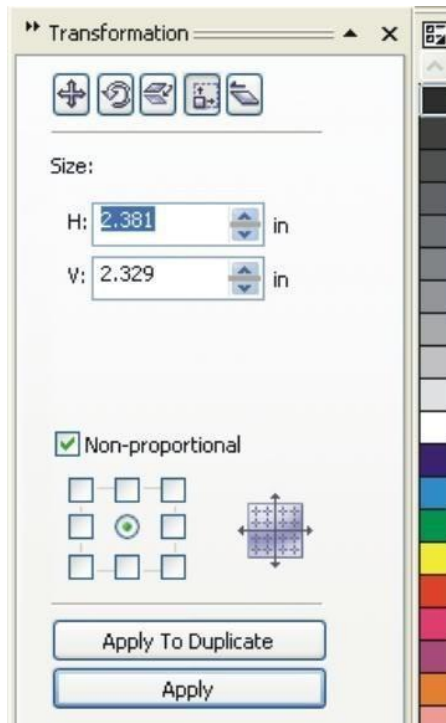 Transformation
Size:
H: 2.381 in
V: 2.329 in
Non-proportional
Apply To Duplicate
Apply